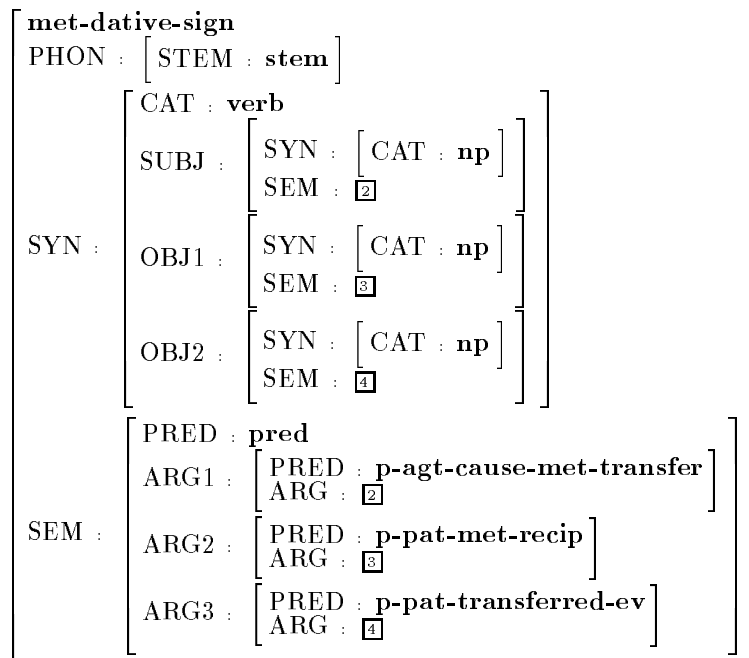 met-dative-sign
PHON : [ STEM : stem ]
CAT : verb
SUBJ : [ SYN : [ CAT : np ]
SEM : 2 ]
SYN : OBJ1 : [ SYN : [ CAT : np ]
SEM : 3 ]
OBJ2 : [ SYN : [ CAT : np ]
SEM : 4 ]
PRED : pred
ARG1 : [ PRED : p-agt-cause-met-transfer
ARG : 2 ]
SEM : ARG2 : [ PRED : p-pat-met-recip
ARG : 3 ]
ARG3 : [ PRED : p-pat-transferred-ev
ARG : 4 ]